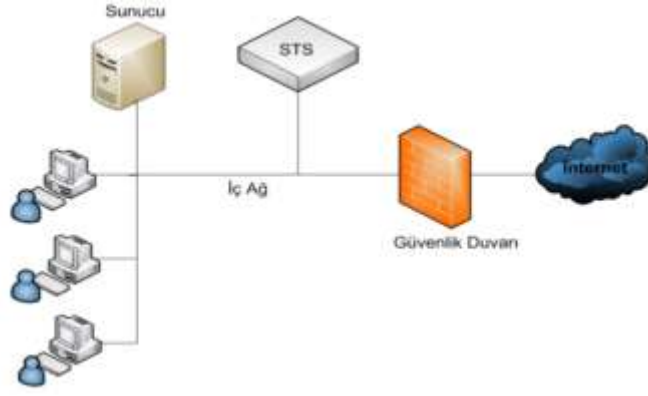 Sunucu
STS
İç Ağ
Internet
Güvenlik Duvarı